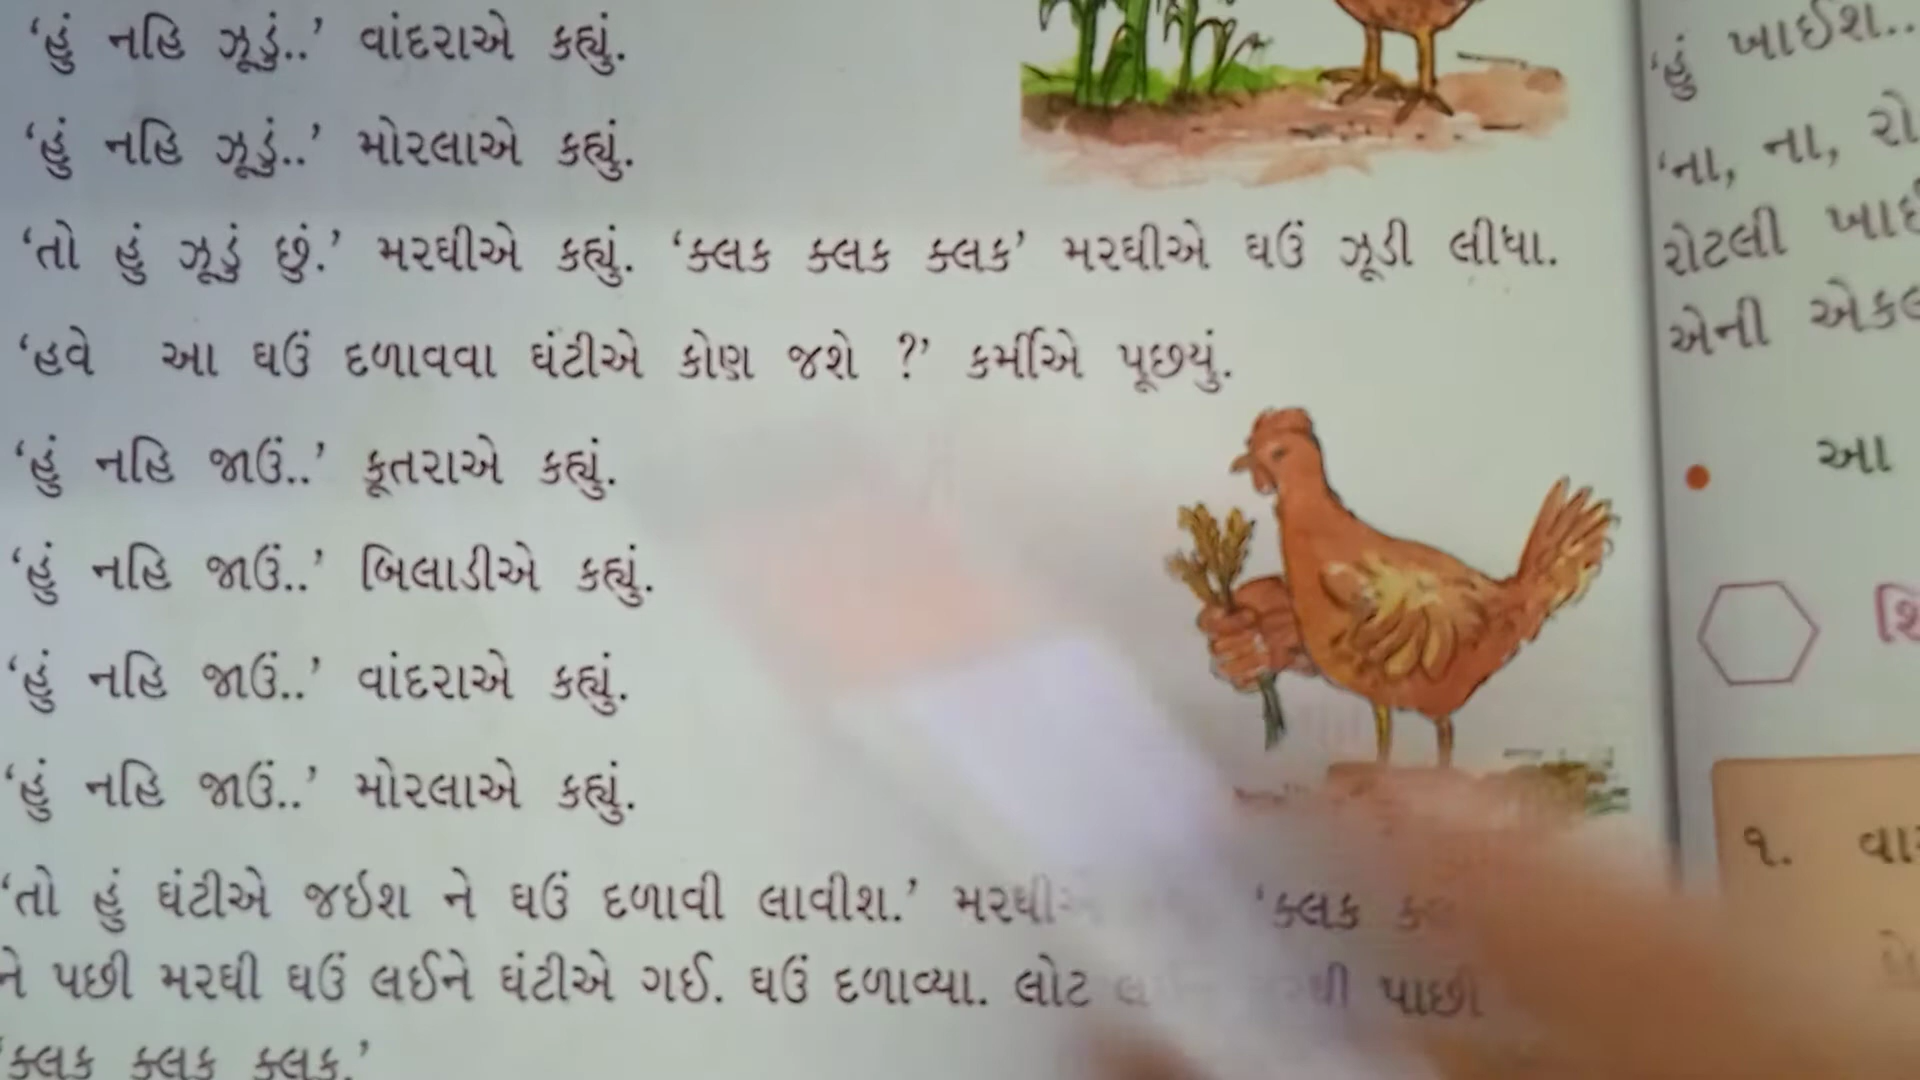 ‘હું નહિ ઝૂડું..’ વાંદરાએ કહ્યું.
‘હું નહિ ઝૂડું..’ મોરલાએ કહ્યું.
‘તો હું ઝૂડું છું.’ મરઘીએ કહ્યું. ‘ક્લક ક્લક ક્લક’ મરઘીએ ઘઉં ઝૂડી લીધા.
‘હવે આ ઘઉં દળાવવા ઘંટીએ કોણ જશે ?’ કર્મીએ પૂછયું.
‘હું નહિ જાઉં..’ કૂતરાએ કહ્યું.
‘હું નહિ જાઉં..’ બિલાડીએ કહ્યું.
‘હું નહિ જાઉં..’ વાંદરાએ કહ્યું.
‘હું નહિ જાઉં..’ મોરલાએ કહ્યું.
‘તો હું ઘંટીએ જઇશ ને ઘઉં દળાવી લાવીશ.’ ‘ક્લક
ને પછી મરઘી ઘઉં લઈને ઘંટીએ ગઈ. ઘઉં દળાવ્યા. લોટ પાછી
‘ક્લક ક્લક ક્લક.’
‘હું ખાઈશ..
‘ના, ના,
રોટલી
એની
આ
૧.